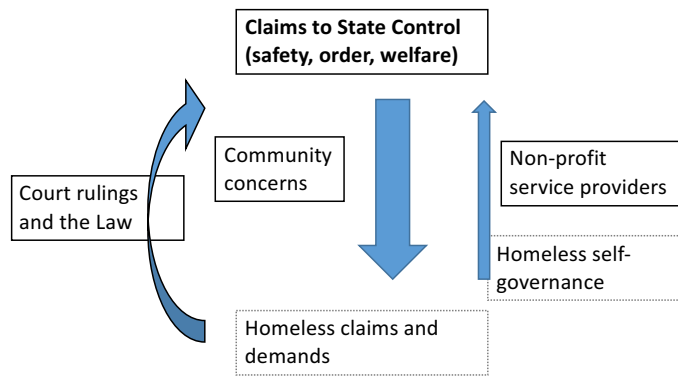 Claims to State Control
(safety, order, welfare)
Community
concerns
Non-profit
service providers
Court rulings
and the Law
Homeless self-
governance
Homeless claims and
demands